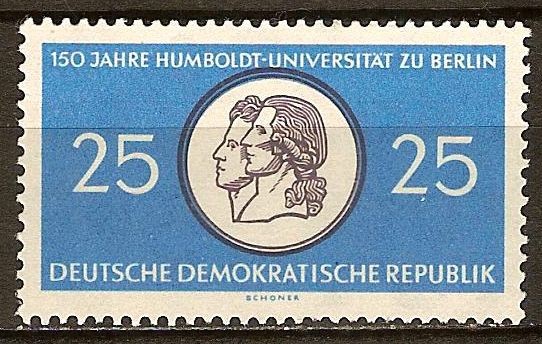 150 JAHRE HUMBOLDT-UNIVERSITÄT ZU BERLIN
25 25
DEUTSCHE DEMOKRATISCHE REPUBLIK
SCHONER